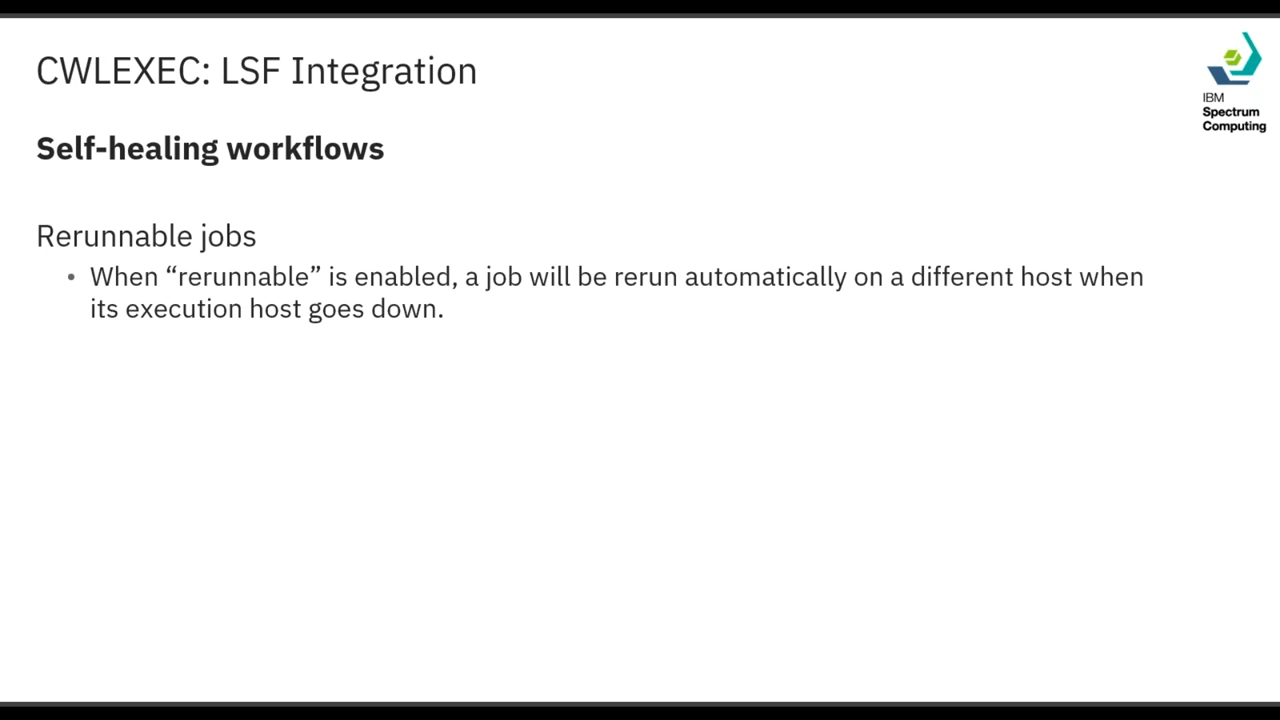 CWLEXEC: LSF Integration
IBM
Spectrum
Computing
Self-healing workflows
Rerunnable jobs
• When “rerunnable” is enabled, a job will be rerun automatically on a different host when
its execution host goes down.